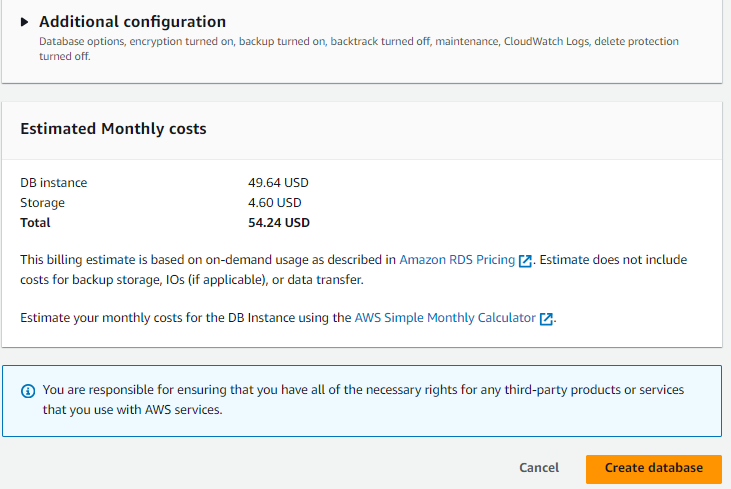 Additional configuration
Database options, encryption turned on, backup turned on, backtrack turned off, maintenance, CloudWatch Logs, delete protection
turned off.
Estimated Monthly costs
DB instance 49.64 USD
Storage 4.60 USD
Total 54.24 USD
This billing estimate is based on on-demand usage as described in Amazon RDS Pricing. Estimate does not include
costs for backup storage, IOs (if applicable), or data transfer.
Estimate your monthly costs for the DB Instance using the AWS Simple Monthly Calculator.
You are responsible for ensuring that you have all of the necessary rights for any third-party products or services
that you use with AWS services.
Cancel Create database